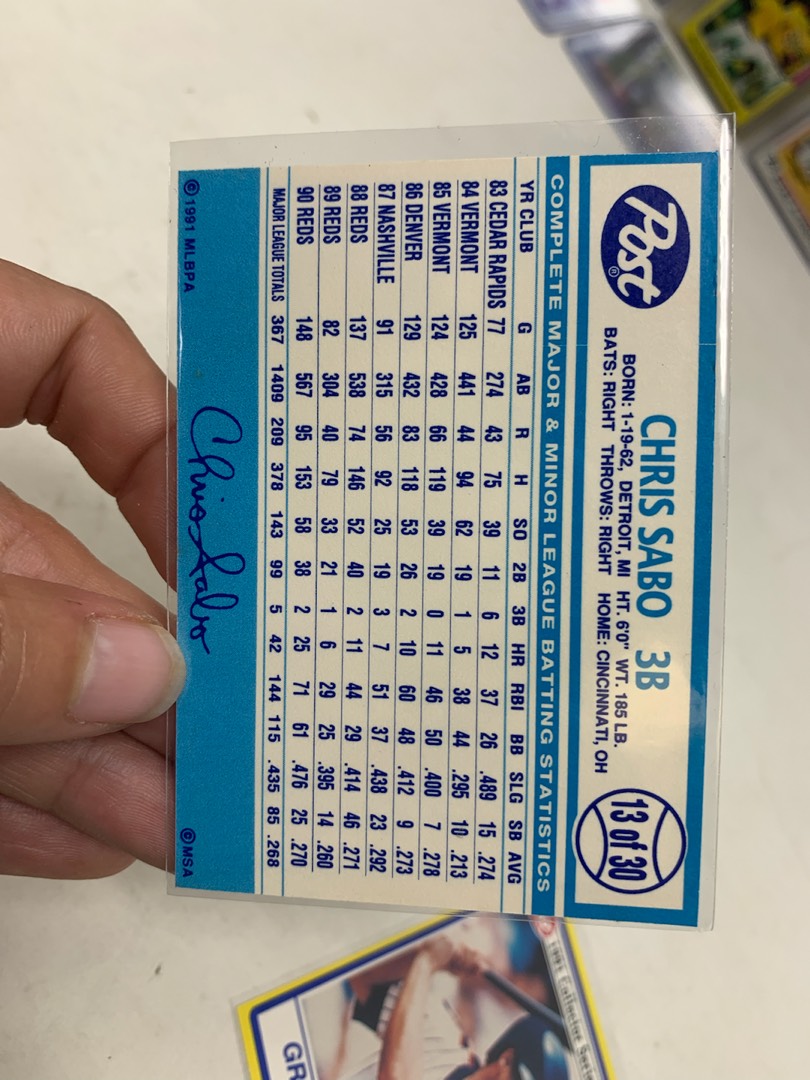 Post®
CHRIS SABO 3B
BORN: 1-19-62, DETROIT, MI HT. 6'0" WT. 185 LB.
BATS: RIGHT THROWS: RIGHT HOME: CINCINNATI, OH
13 of 30
COMPLETE MAJOR & MINOR LEAGUE BATTING STATISTICS
YR CLUB G AB R H SO 2B 3B HR RBI BB SLG SB AVG
83 CEDAR RAPIDS 77 274 43 75 39 11 6 12 37 26 .489 15 .274
84 VERMONT 125 441 44 94 62 19 1 5 38 44 .295 10 .213
85 VERMONT 124 428 66 119 39 19 0 11 46 50 .400 7 .278
86 DENVER 129 432 83 118 53 26 2 10 60 48 .412 9 .273
87 NASHVILLE 91 315 56 92 25 19 3 7 51 37 .438 23 .292
88 REDS 137 538 74 146 52 40 2 11 44 29 .414 46 .271
89 REDS 82 304 40 79 33 21 1 6 29 25 .395 14 .260
90 REDS 148 567 95 153 58 38 2 25 71 61 .476 25 .270
MAJOR LEAGUE TOTALS 367 1409 209 378 143 99 5 42 144 115 .435 85 .268
Chris Sabo
© 1991 MLBPA
© MSA
1991 Collector Series
GR